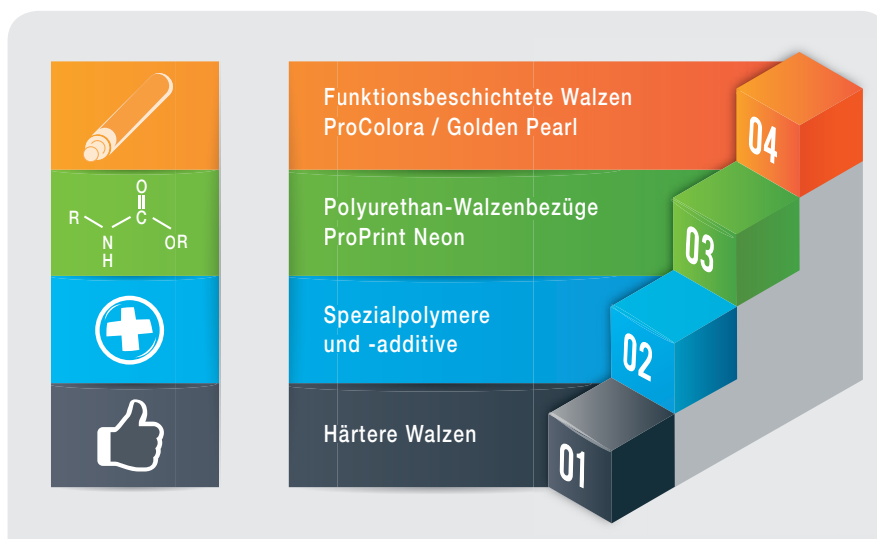 Funktionsbeschichtete Walzen
ProColora / Golden Pearl
04
O
R C
N OR
H
Polyurethan-Walzenbezüge
ProPrint Neon
03
Spezialpolymere
und -additive
02
Härtere Walzen
01